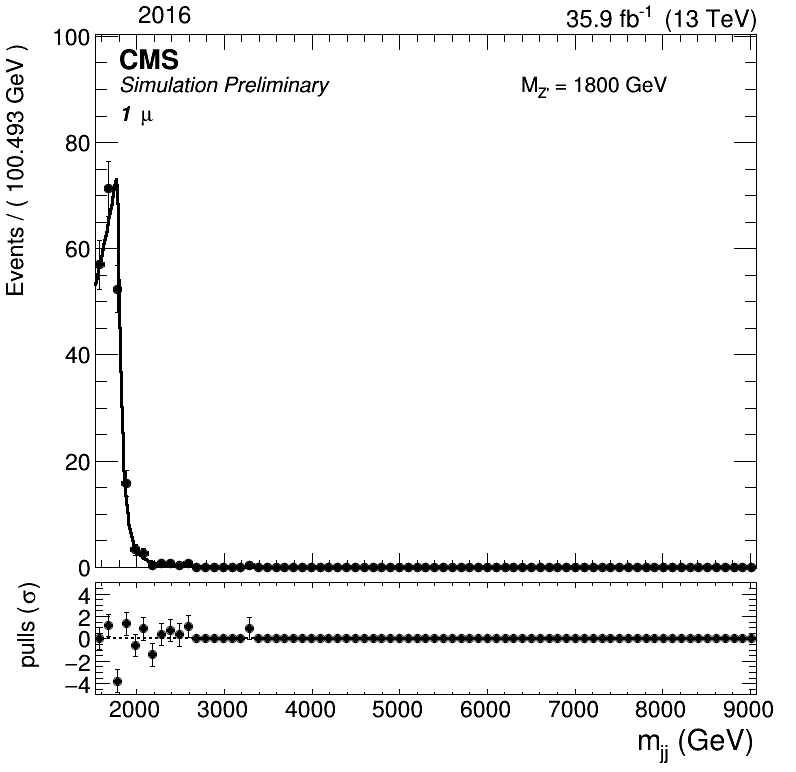 2016
35.9 fb⁻¹ (13 TeV)
CMS
Simulation Preliminary
M_Z' = 1800 GeV
1 μ
Events / ( 100.493 GeV )
100
80
60
40
20
0
pulls (σ)
4
2
0
−2
−4
2000 3000 4000 5000 6000 7000 8000 9000
m_jj (GeV)